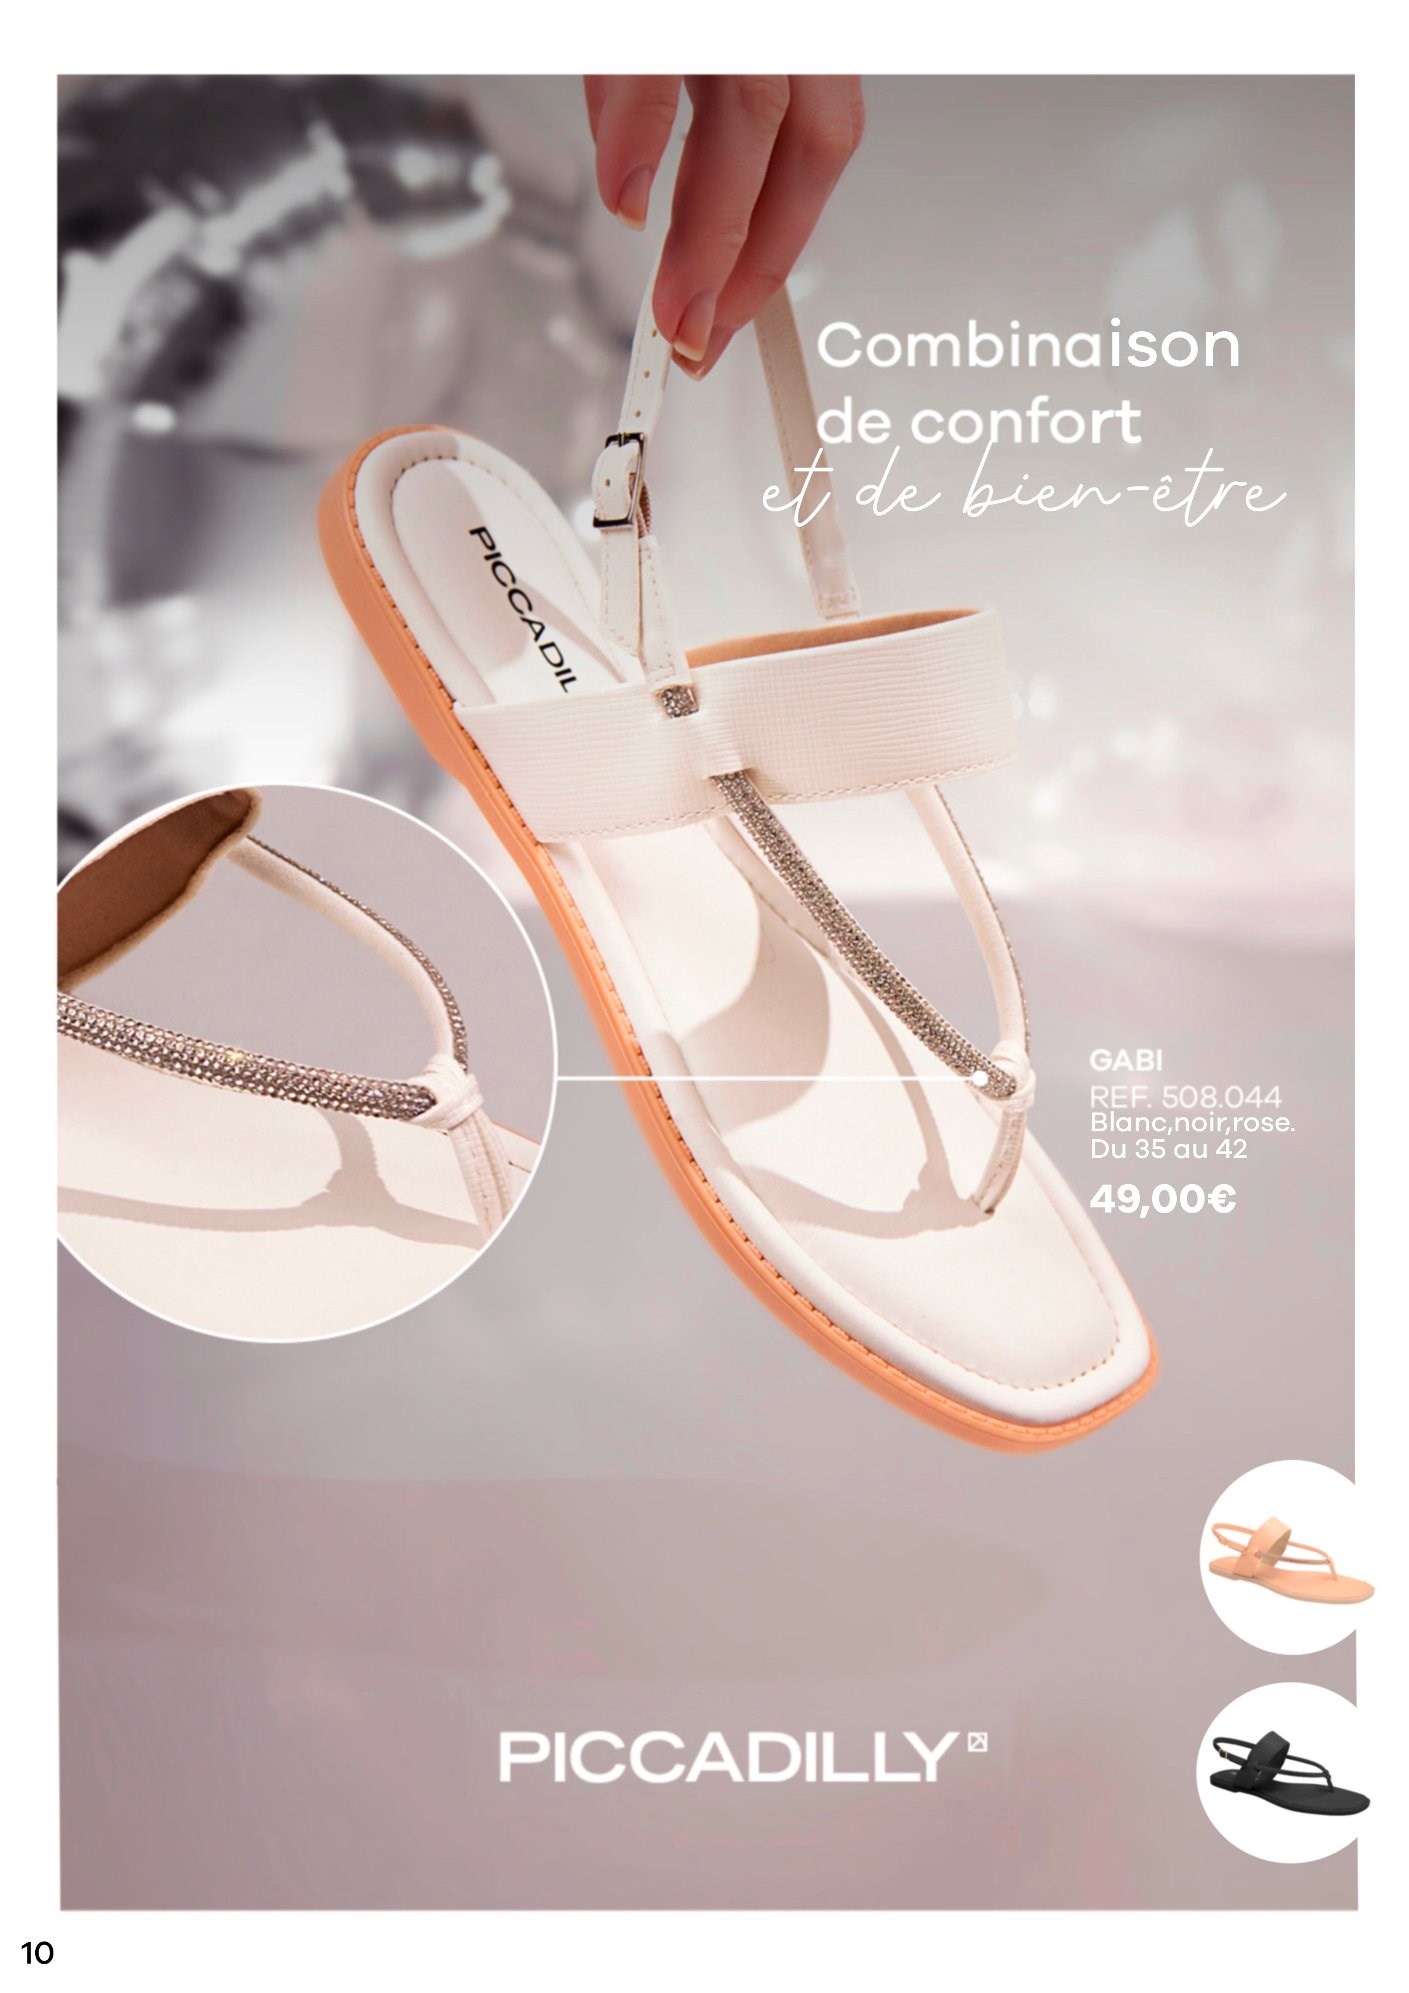 Combinaison
de confort
et de bien-être
PICCADIL
GABI
REF. 508.044
Blanc,noir,rose.
Du 35 au 42
49,00€
PICCADILLY
10